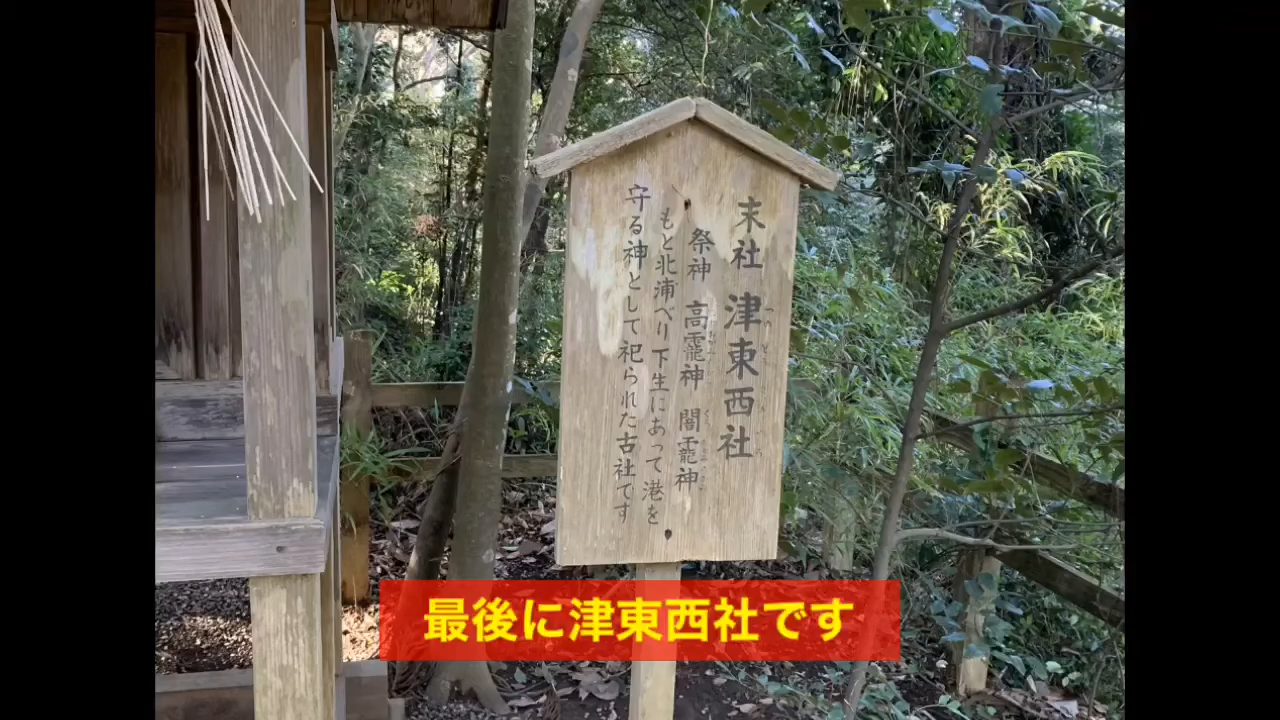 末社 津東西社
祭神 高龗神 闇龗神
もと北浦べり下生にあって港を
守る神として祀られた古社です
最後に津東西社です